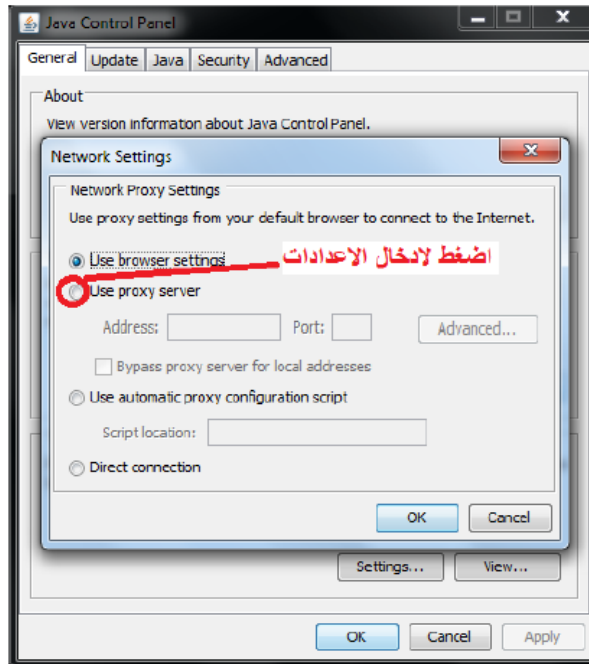 Java Control Panel
General Update Java Security Advanced
About
View version information about Java Control Panel.
Network Settings
Network Proxy Settings
Use proxy settings from your default browser to connect to the Internet.
Use browser settings
اضغط لادخال الاعدادات
Use proxy server
Address: Port: Advanced...
Bypass proxy server for local addresses
Use automatic proxy configuration script
Script location:
Direct connection
OK Cancel
Settings... View...
OK Cancel Apply